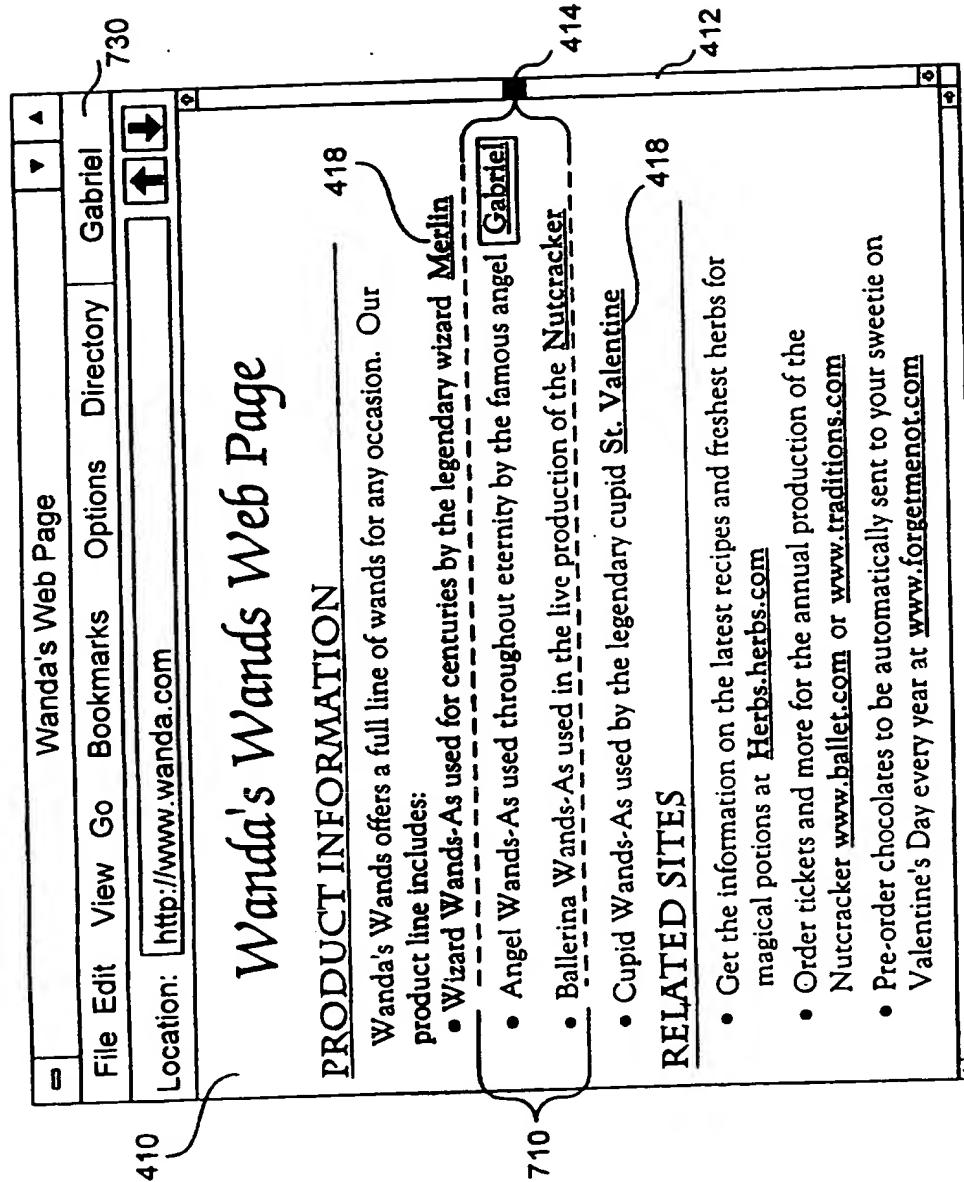 Wanda's Web Page
File Edit View Go Bookmarks Options Directory Gabriel
730
Location: http://www.wanda.com
410
Wanda's Wands Web Page
PRODUCT INFORMATION
418
Wanda's Wands offers a full line of wands for any occasion. Our
product line includes:
• Wizard Wands-As used for centuries by the legendary wizard Merlin
414
• Angel Wands-As used throughout eternity by the famous angel Gabriel
710
• Ballerina Wands-As used in the live production of the Nutcracker
412
• Cupid Wands-As used by the legendary cupid St. Valentine
418
RELATED SITES
• Get the information on the latest recipes and freshest herbs for
magical potions at Herbs.herbs.com
• Order tickets and more for the annual production of the
Nutcracker www.ballet.com or www.traditions.com
• Pre-order chocolates to be automatically sent to your sweetie on
Valentine's Day every year at www.forgetmenot.com